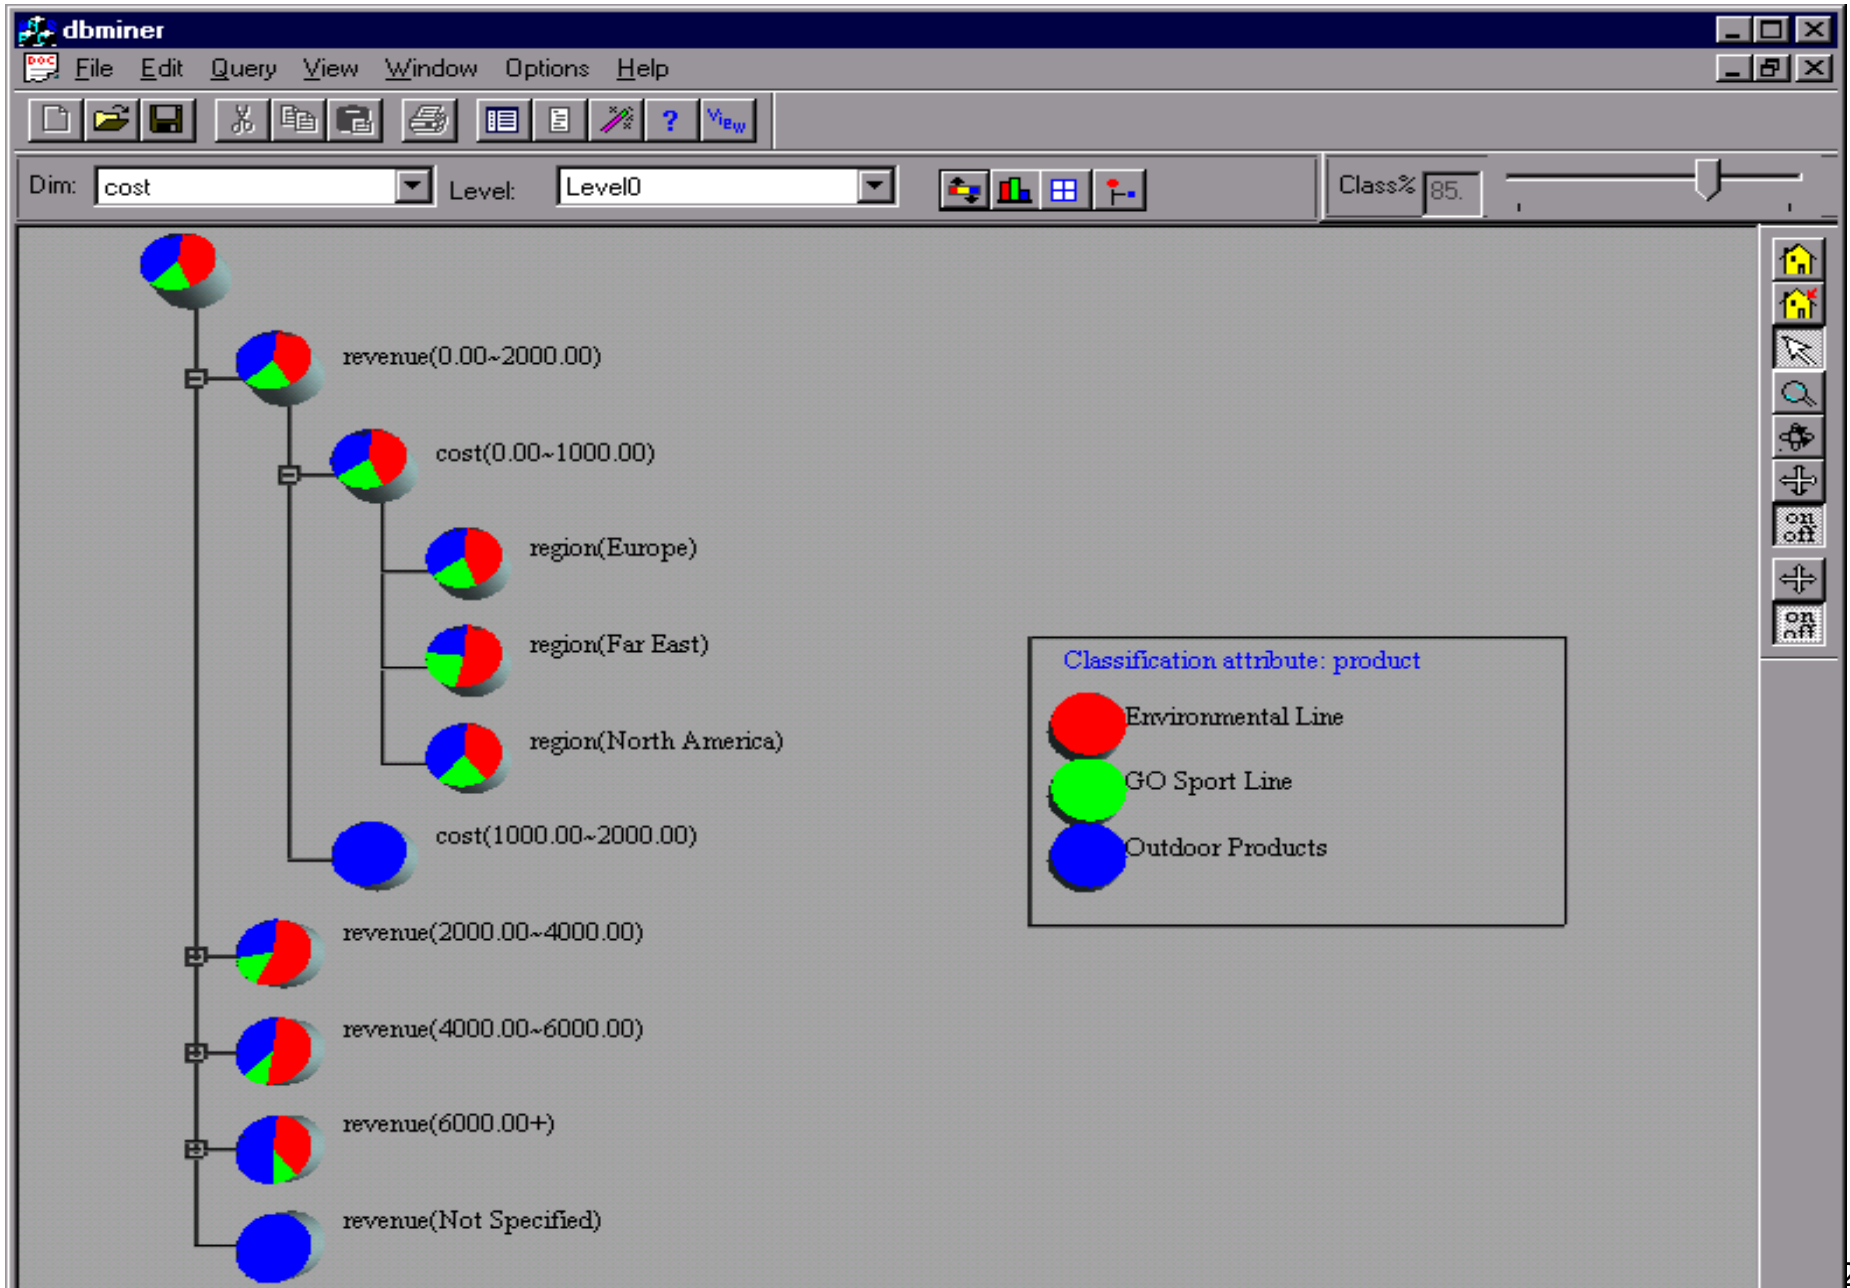 dbminer
File Edit Query View Window Options Help
? View
Dim: cost Level: Level0 Class% 85.
revenue(0.00~2000.00)
cost(0.00~1000.00)
on
off
region(Europe)
on
off
region(Far East)
Classification attribute: product
Environmental Line
region(North America)
GO Sport Line
cost(1000.00~2000.00)
Outdoor Products
revenue(2000.00~4000.00)
revenue(4000.00~6000.00)
revenue(6000.00+)
revenue(Not Specified)